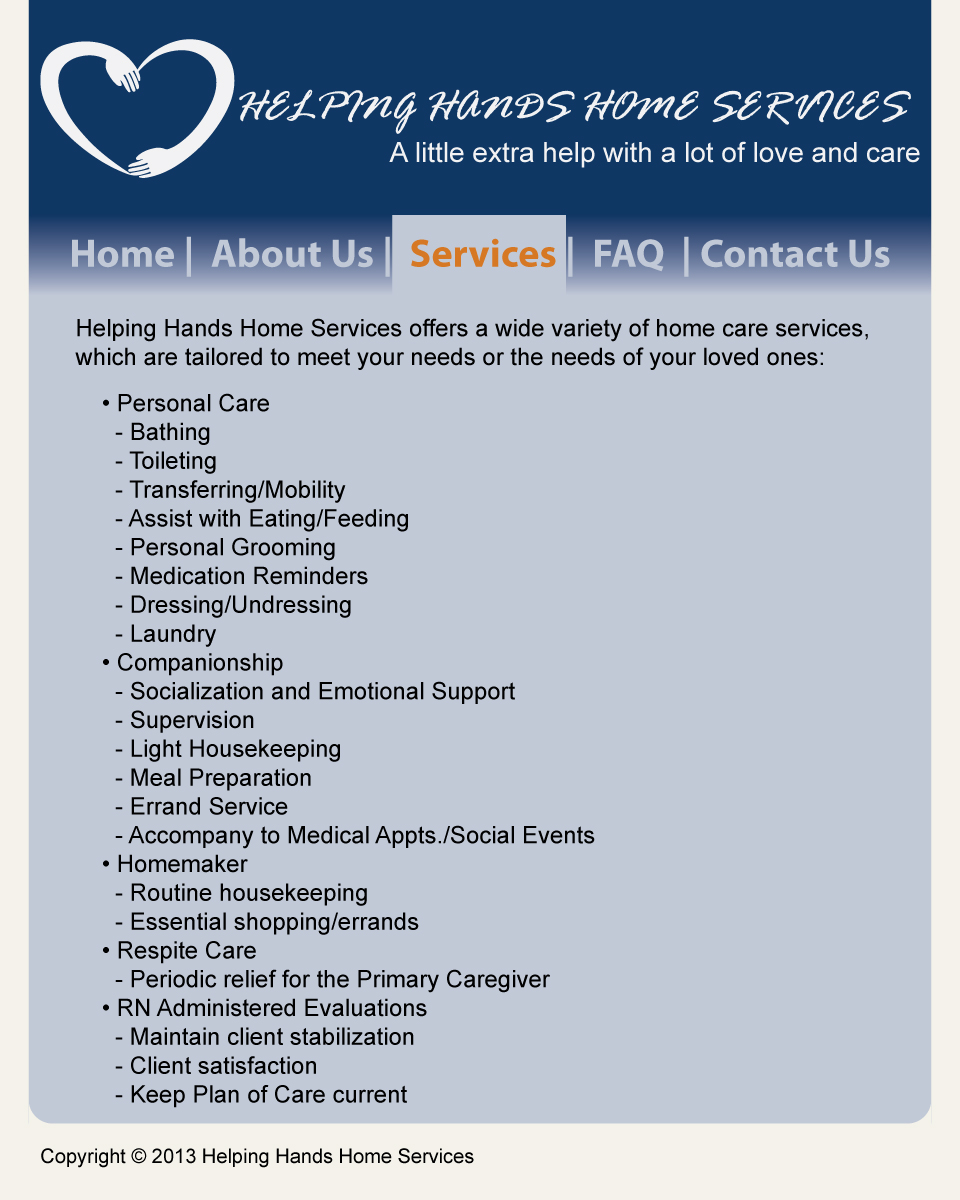 HELPING HANDS HOME SERVICES
A little extra help with a lot of love and care
Home | About Us | Services | FAQ | Contact Us
Helping Hands Home Services offers a wide variety of home care services,
which are tailored to meet your needs or the needs of your loved ones:
• Personal Care
- Bathing
- Toileting
- Transferring/Mobility
- Assist with Eating/Feeding
- Personal Grooming
- Medication Reminders
- Dressing/Undressing
- Laundry
• Companionship
- Socialization and Emotional Support
- Supervision
- Light Housekeeping
- Meal Preparation
- Errand Service
- Accompany to Medical Appts./Social Events
• Homemaker
- Routine housekeeping
- Essential shopping/errands
• Respite Care
- Periodic relief for the Primary Caregiver
• RN Administered Evaluations
- Maintain client stabilization
- Client satisfaction
- Keep Plan of Care current
Copyright © 2013 Helping Hands Home Services